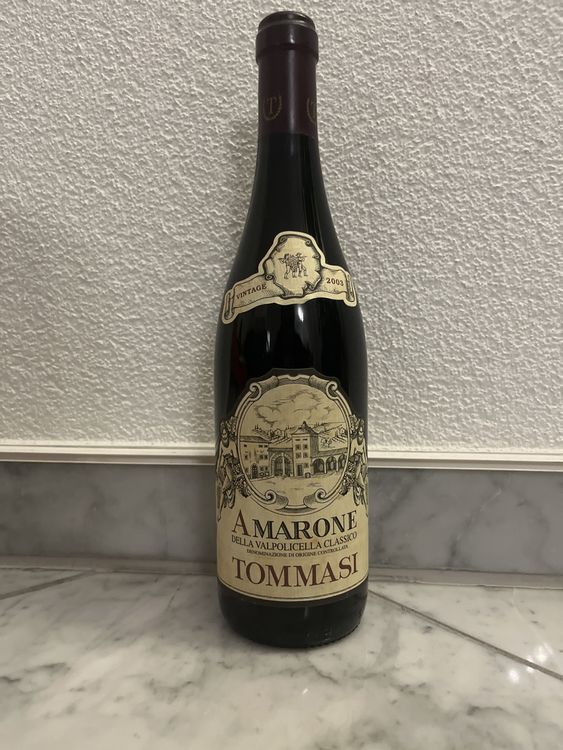 T
VINTAGE 2003
AMARONE
DELLA VALPOLICELLA CLASSICO
DENOMINAZIONE DI ORIGINE CONTROLLATA
TOMMASI